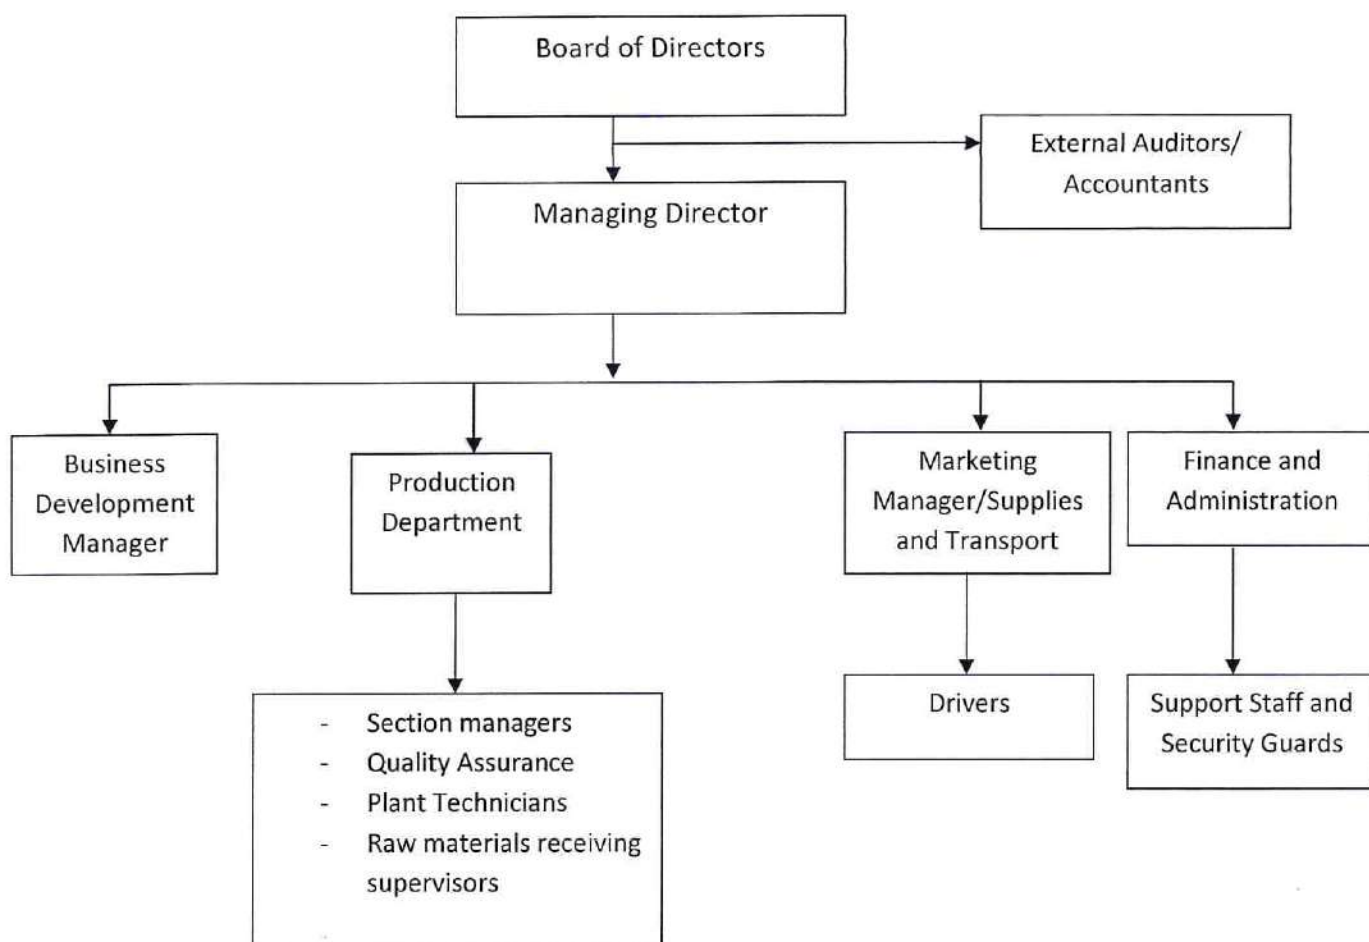 Board of Directors
External Auditors/
Accountants
Managing Director
Business
Development
Manager
Production
Department
Marketing
Manager/Supplies
and Transport
Finance and
Administration
- Section managers
- Quality Assurance
- Plant Technicians
- Raw materials receiving
supervisors
Drivers
Support Staff and
Security Guards